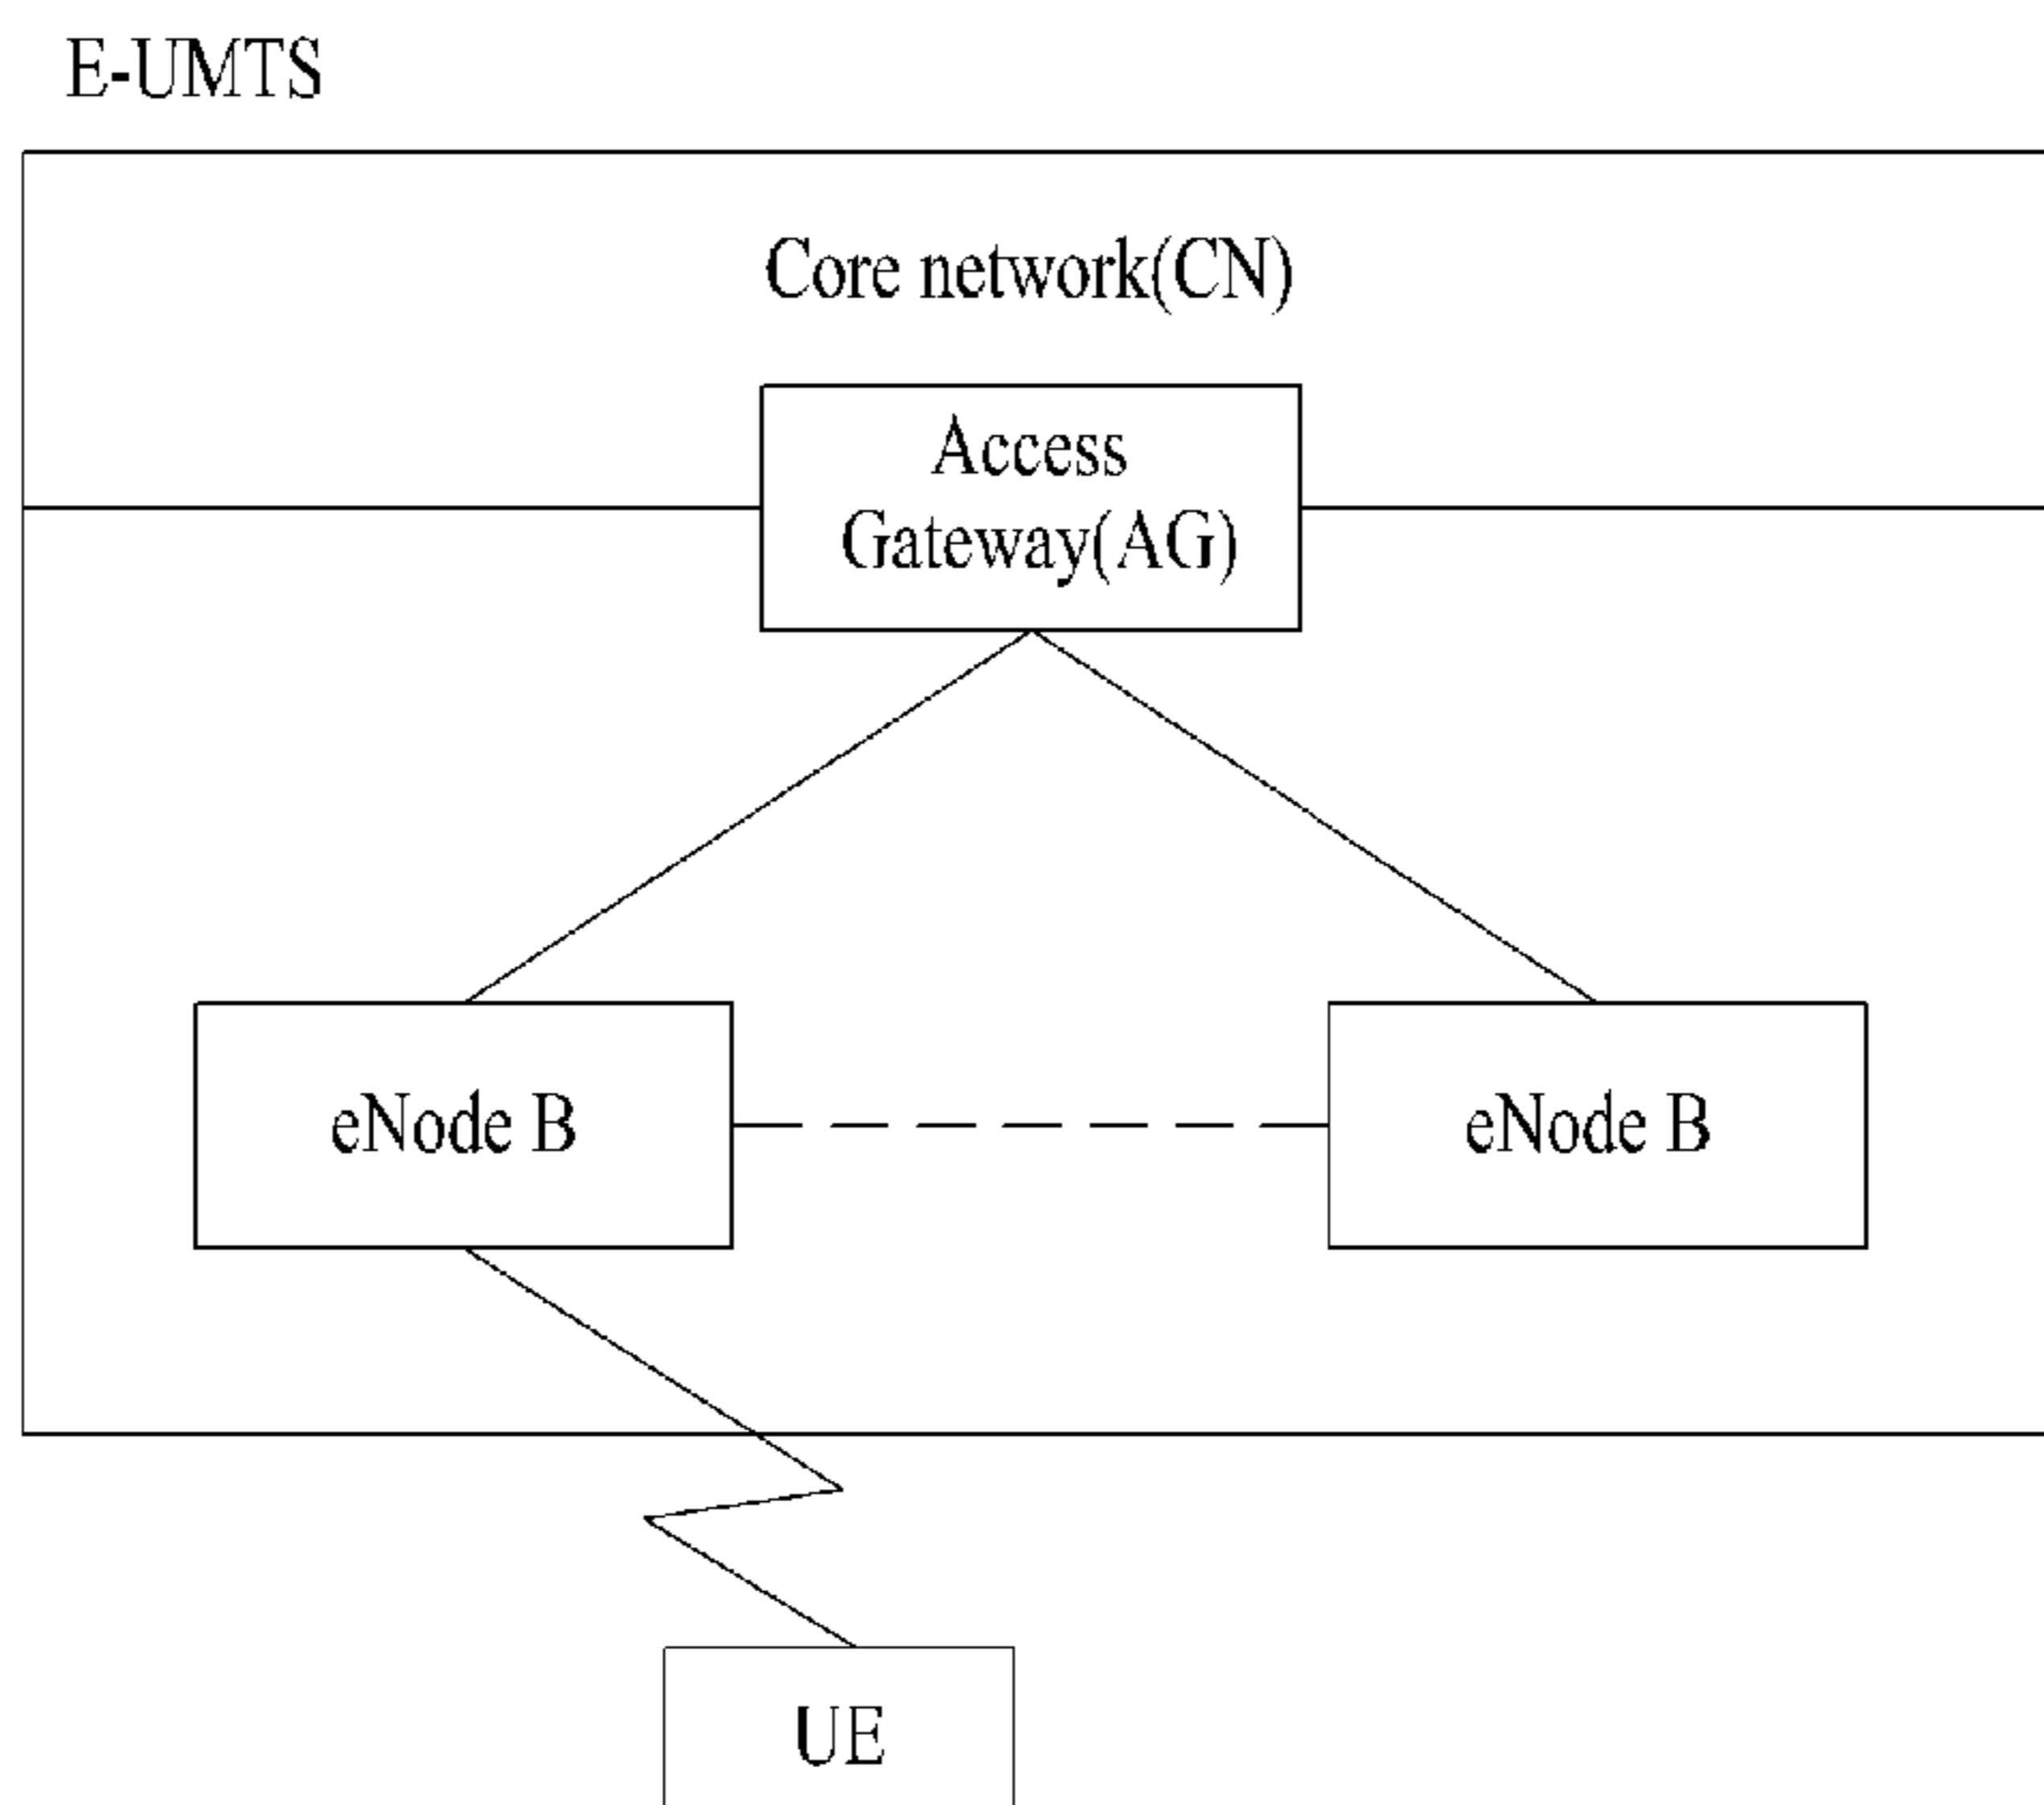 E-UMTS
Core network(CN)
Access
Gateway(AG)
eNode B
eNode B
UE